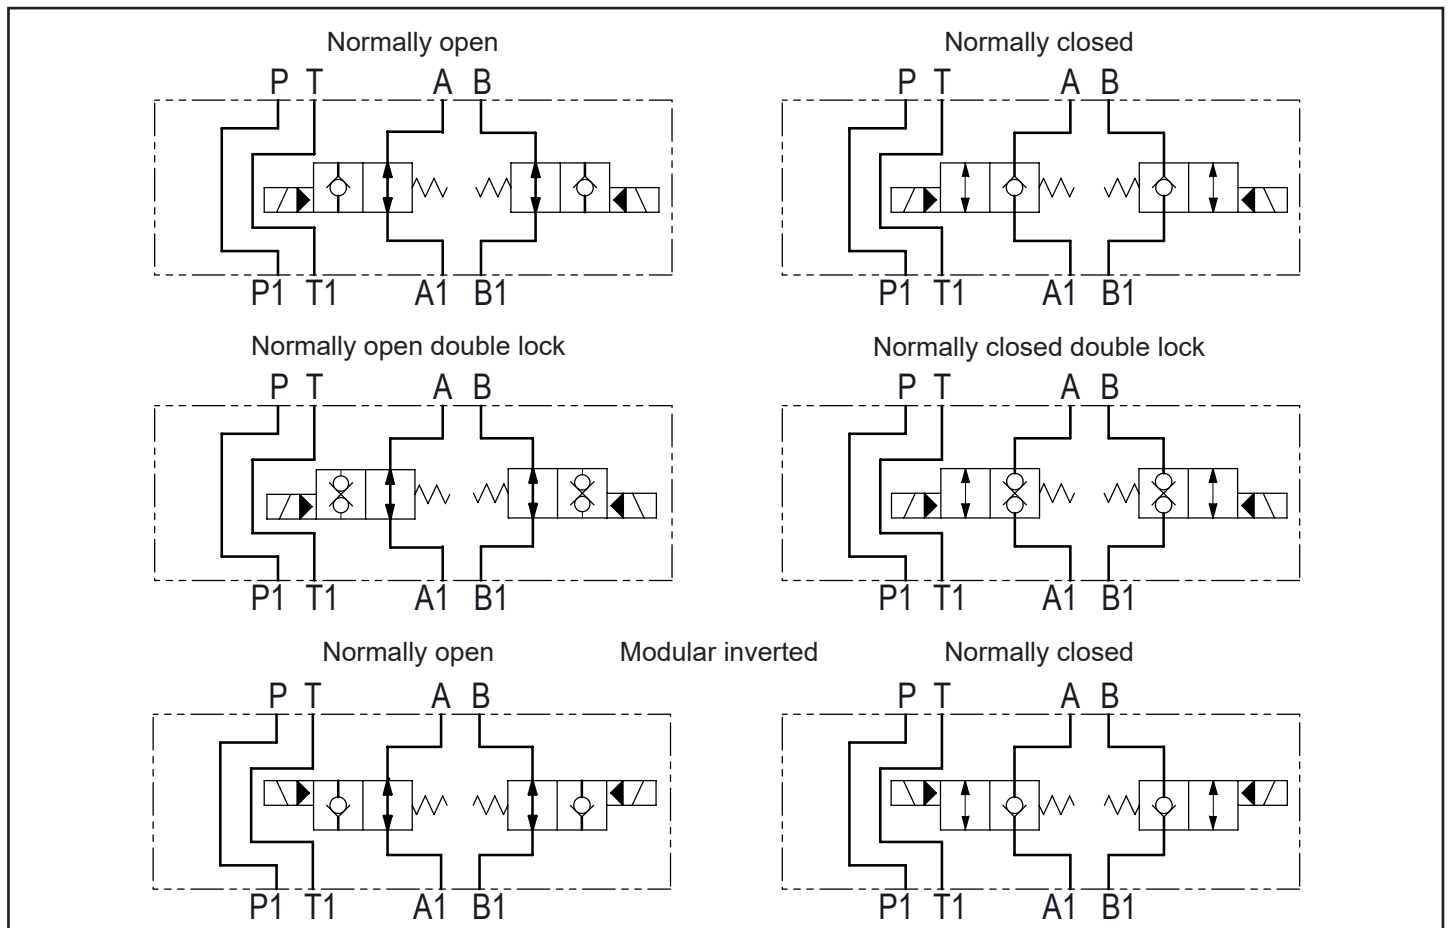 Normally open Normally closed
P T A B P T A B
P1 T1 A1 B1 P1 T1 A1 B1
Normally open double lock Normally closed double lock
P T A B P T A B
P1 T1 A1 B1 P1 T1 A1 B1
Normally open Modular inverted Normally closed
P T A B P T A B
P1 T1 A1 B1 P1 T1 A1 B1